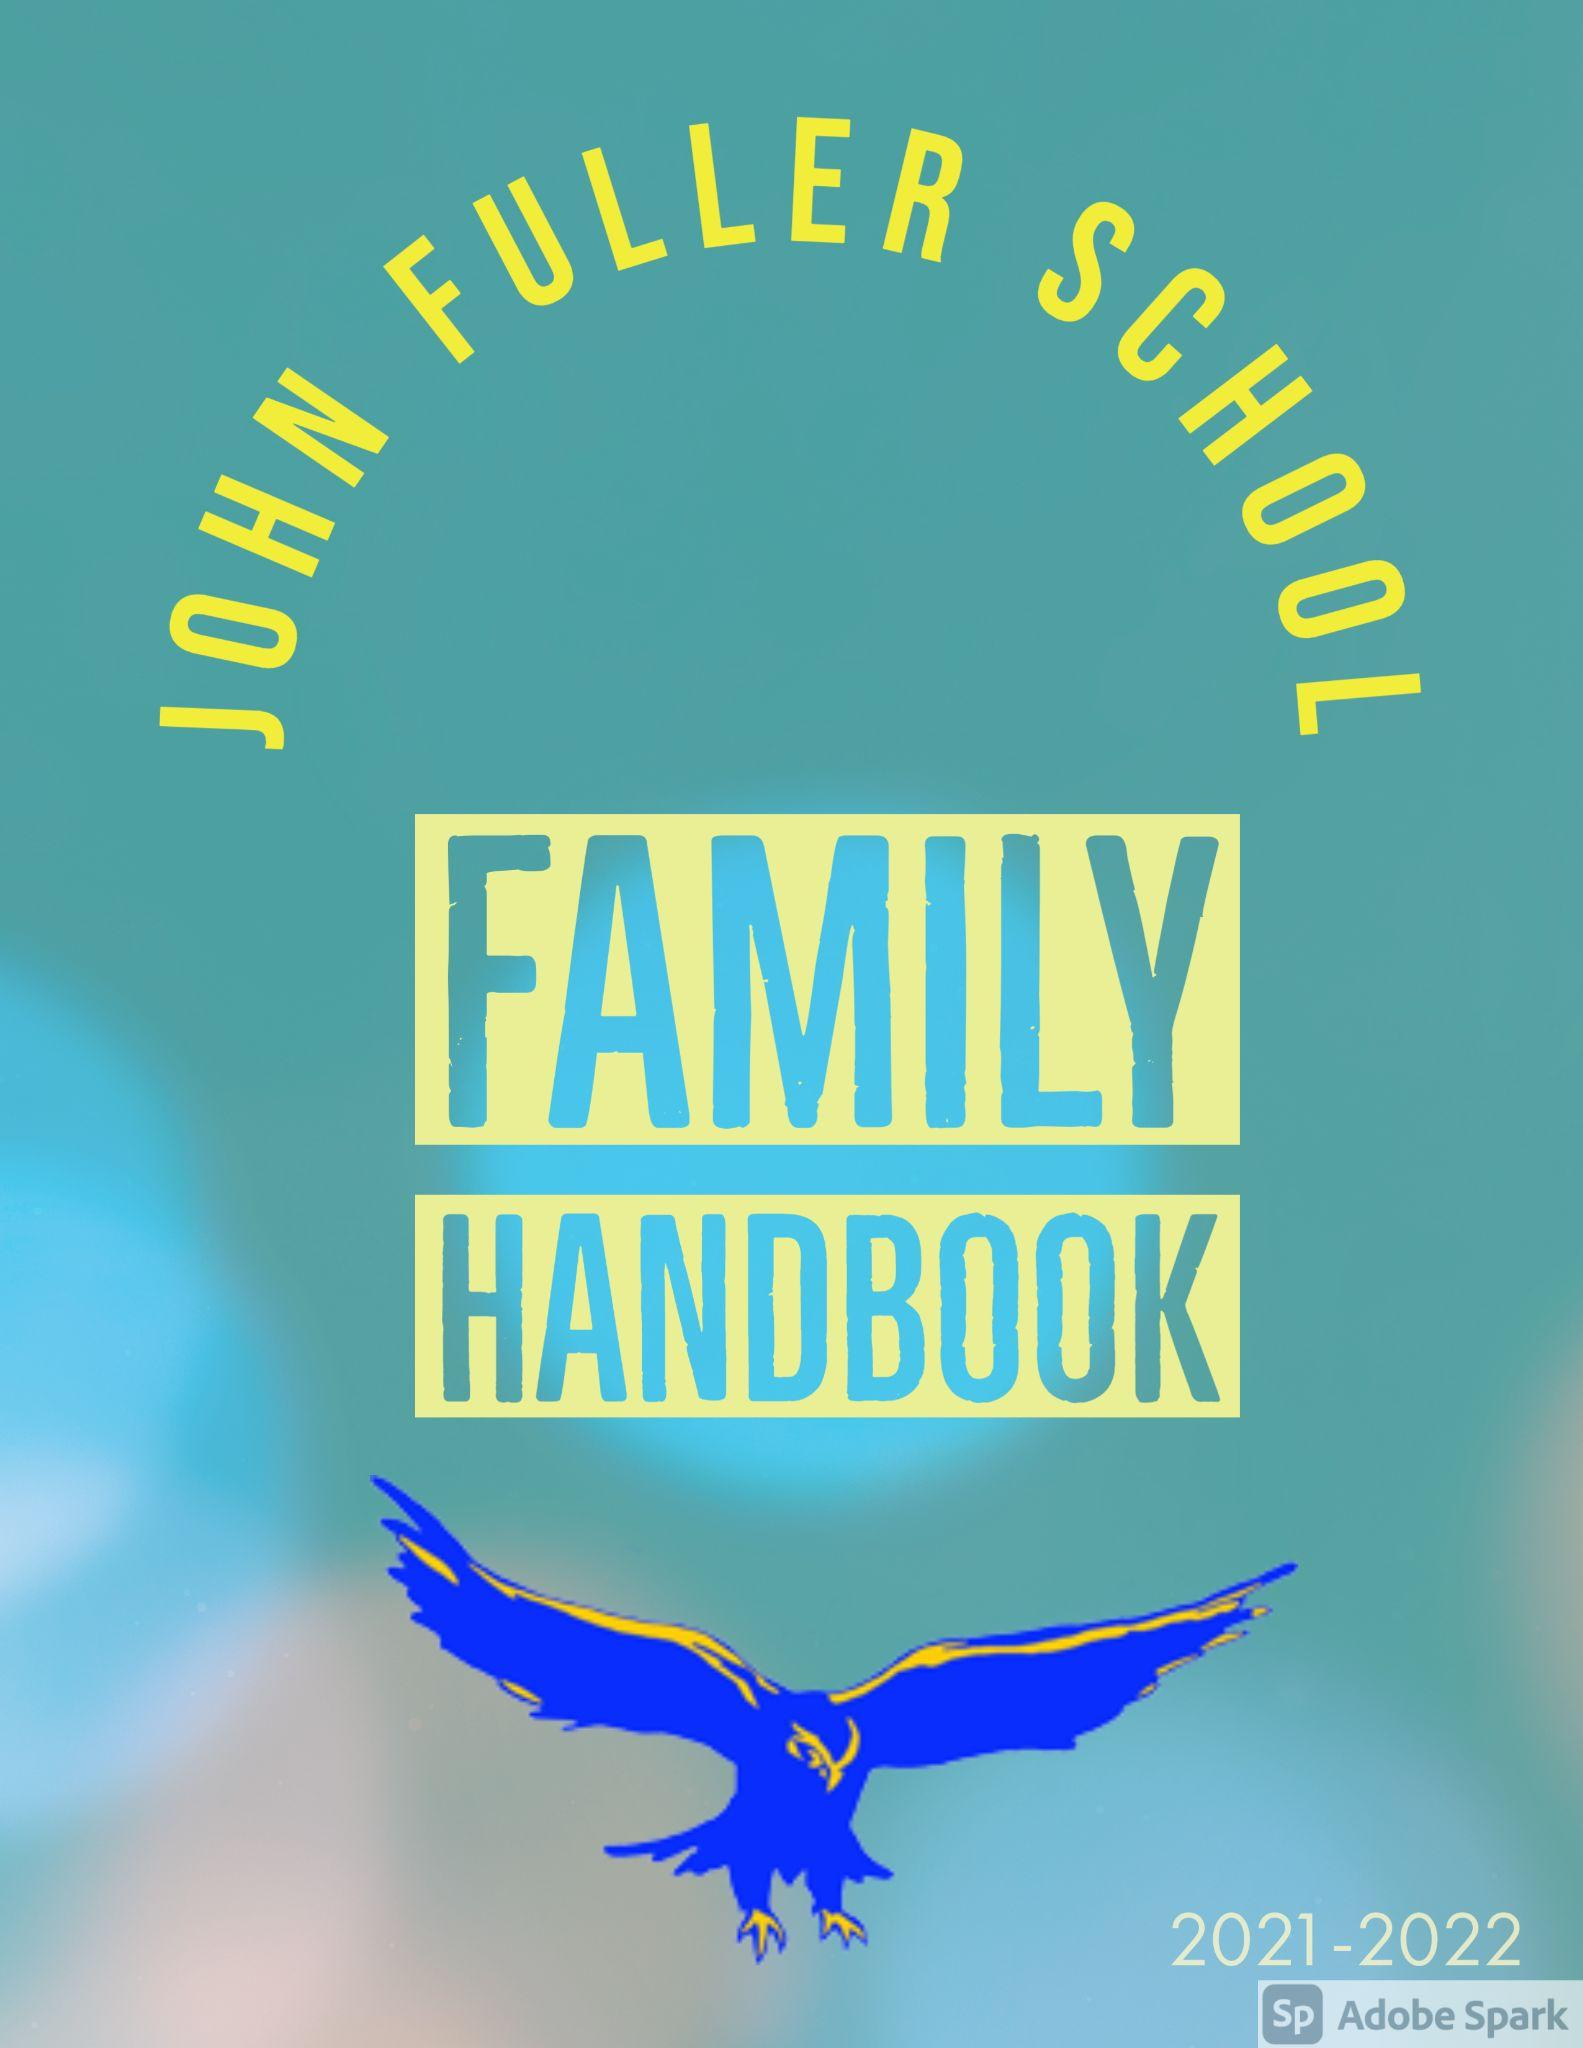 JOHN FULLER SCHOOL
FAMILY
HANDBOOK
2021-2022
Sp Adobe Spark